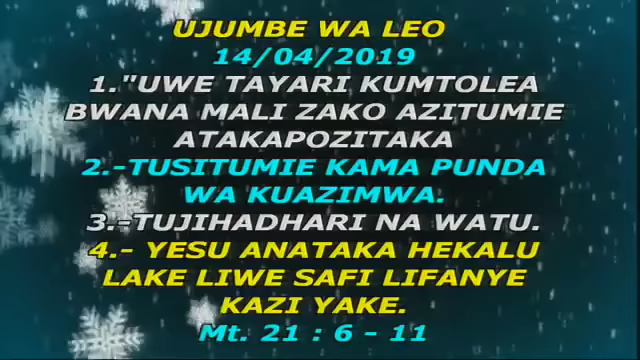 UJUMBE WA LEO
14/04/2019
1."UWE TAYARI KUMTOLEA
BWANA MALI ZAKO AZITUMIE
ATAKAPOZITAKA
2.-TUSITUMIE KAMA PUNDA
WA KUAZIMWA.
3.-TUJIHADHARI NA WATU.
4.- YESU ANATAKA HEKALU
LAKE LIWE SAFI LIFANYE
KAZI YAKE.
Mt. 21 : 6 - 11